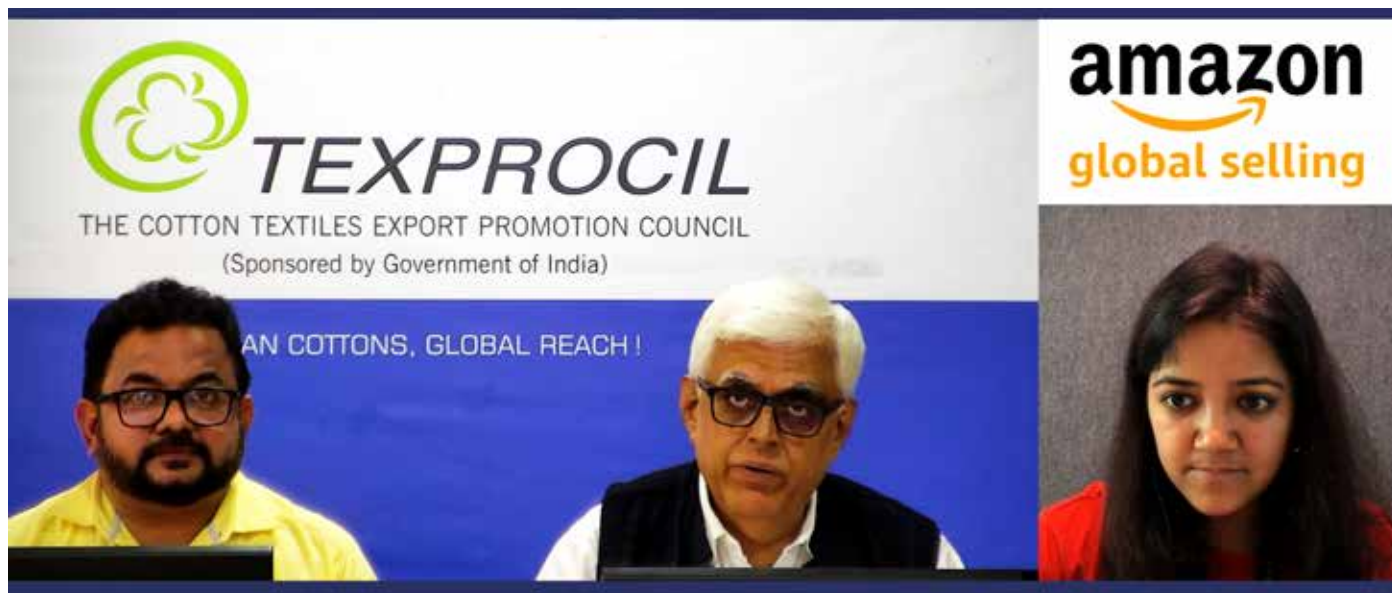 TEXPROCIL
THE COTTON TEXTILES EXPORT PROMOTION COUNCIL
(Sponsored by Government of India)
AN COTTONS, GLOBAL REACH!
amazon
global selling